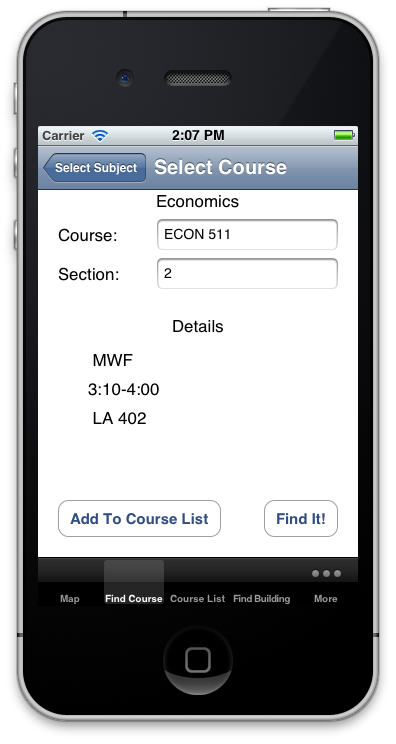 Carrier 2:07 PM
Select Subject Select Course
Economics
Course: ECON 511
Section: 2
Details
MWF
3:10-4:00
LA 402
Add To Course List Find It!
Map Find Course Course List Find Building More